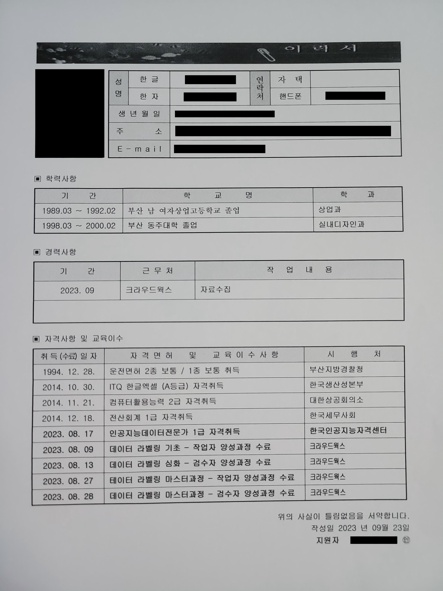 이 력 서
성명 한 글 연락처 자 택
한 자 핸드폰
생 년 월 일
주 소
E - m a i l
▣ 학력사항
기 간 학 교 명 학 과
1989.03 ~ 1992.02 부산 남 여자상업고등학교 졸업 상업과
1998.03 ~ 2000.02 부산 동주대학 졸업 실내디자인과
▣ 경력사항
기 간 근 무 처 작 업 내 용
2023. 09 크라우드웍스 자료수집
▣ 자격사항 및 교육이수
취 득 (수료) 일 자 자 격 면 허 및 교 육 이 수 사 항 시 행 처
1994. 12. 28. 운전면허 2종 보통 / 1종 보통 취득 부산지방경찰청
2014. 10. 30. ITQ 한글엑셀 (A등급) 자격취득 한국생산성본부
2014. 11. 21. 컴퓨터활용능력 2급 자격취득 대한상공회의소
2014. 12. 18. 전산회계 1급 자격취득 한국세무사회
2023. 08. 17 인공지능데이터전문가 1급 자격취득 한국인공지능자격센터
2023. 08. 09 데이터 라벨링 기초 - 작업자 양성과정 수료 크라우드웍스
2023. 08. 13 데이터 라벨링 심화 - 검수자 양성과정 수료 크라우드웍스
2023. 08. 27 테이터 라벨링 마스터과정 - 작업자 양성과정 수료 크라우드웍스
2023. 08. 28 데이터 라벨링 마스터과정 - 검수자 양성과정 수료 크라우드웍스
위의 사실이 틀림없음을 서약합니다.
작성일 2023 년 09월 23일
지원자 ㊞